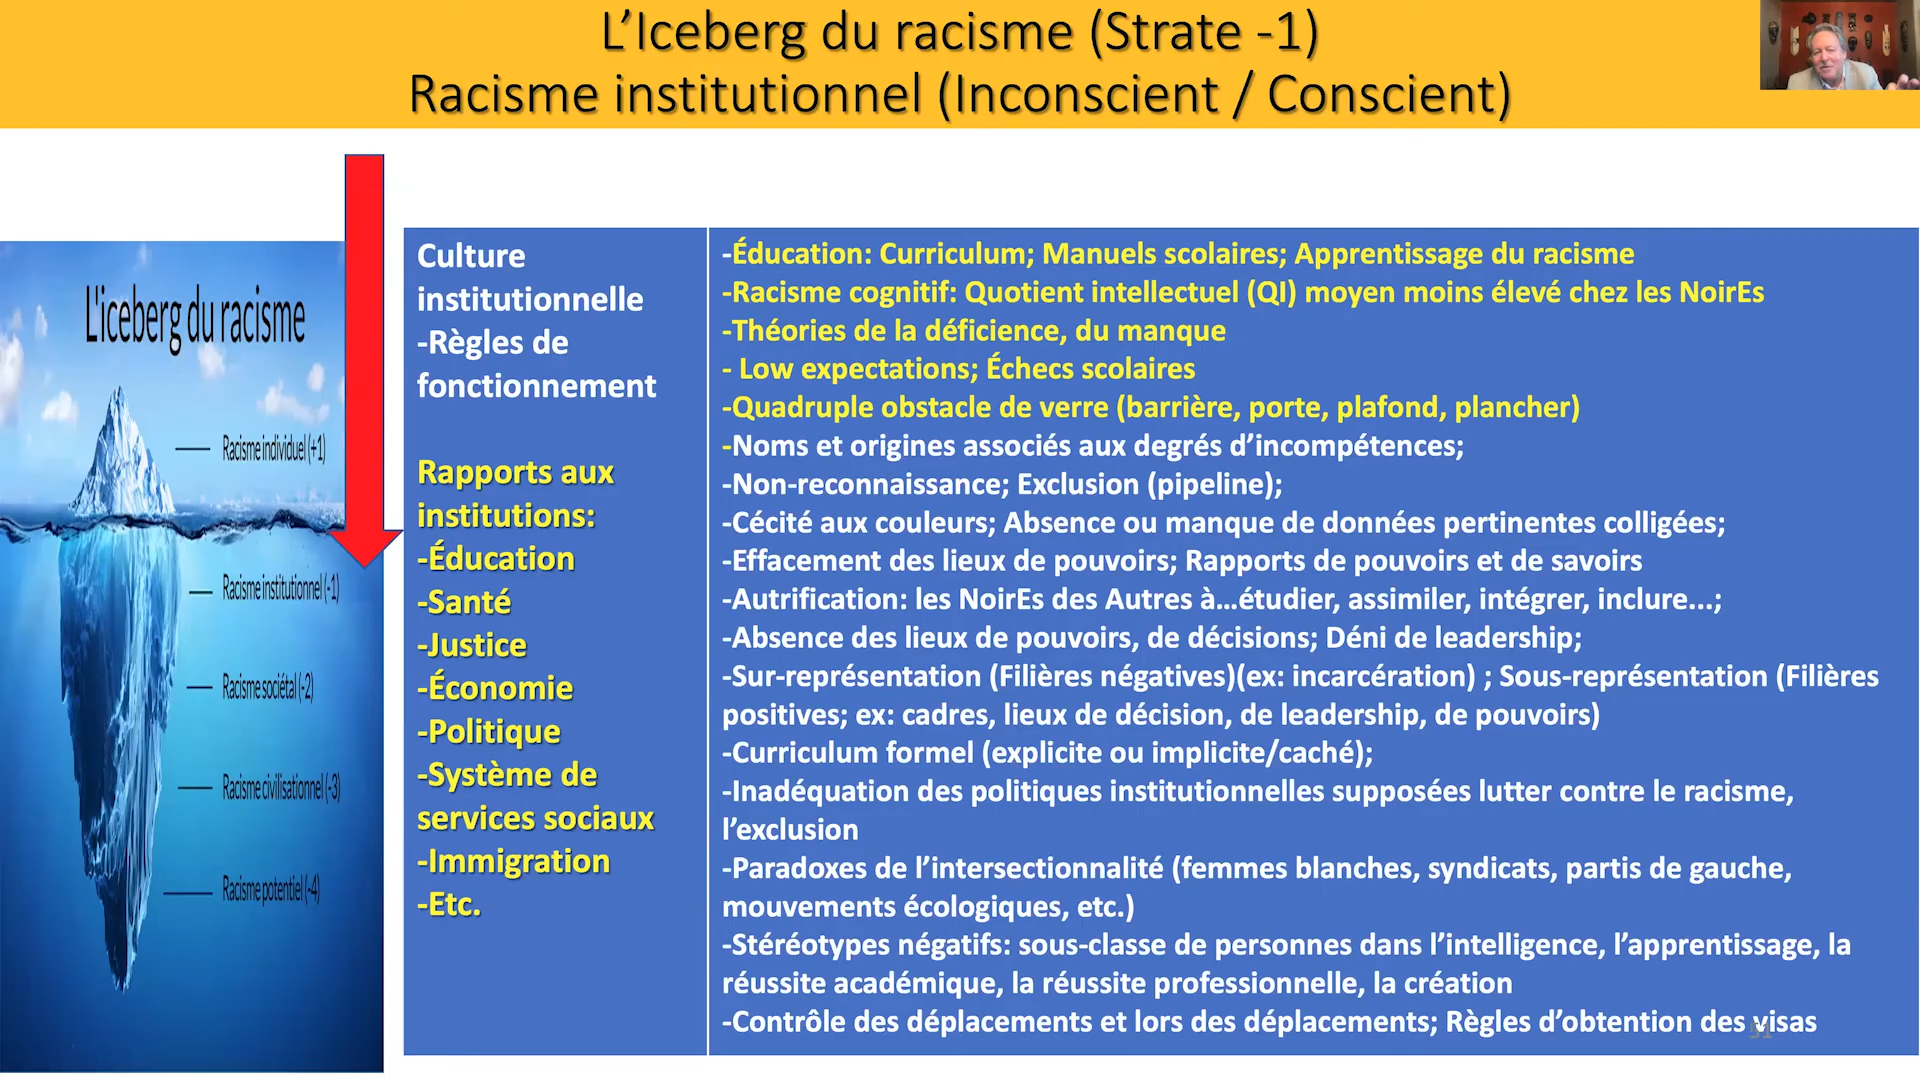 L’Iceberg du racisme (Strate -1)
Racisme institutionnel (Inconscient / Conscient)
L'iceberg du racisme
Racisme individuel (+1)
Racisme institutionnel (-1)
Racisme sociétal (-2)
Racisme civilisationnel (-3)
Racisme potentiel (-4)
Culture
institutionnelle
-Règles de
fonctionnement
Rapports aux
institutions:
-Éducation
-Santé
-Justice
-Économie
-Politique
-Système de
services sociaux
-Immigration
-Etc.
-Éducation: Curriculum; Manuels scolaires; Apprentissage du racisme
-Racisme cognitif: Quotient intellectuel (QI) moyen moins élevé chez les NoirEs
-Théories de la déficience, du manque
- Low expectations; Échecs scolaires
-Quadruple obstacle de verre (barrière, porte, plafond, plancher)
-Noms et origines associés aux degrés d’incompétences;
-Non-reconnaissance; Exclusion (pipeline);
-Cécité aux couleurs; Absence ou manque de données pertinentes colligées;
-Effacement des lieux de pouvoirs; Rapports de pouvoirs et de savoirs
-Autrification: les NoirEs des Autres à…étudier, assimiler, intégrer, inclure...;
-Absence des lieux de pouvoirs, de décisions; Déni de leadership;
-Sur-représentation (Filières négatives)(ex: incarcération) ; Sous-représentation (Filières
positives; ex: cadres, lieux de décision, de leadership, de pouvoirs)
-Curriculum formel (explicite ou implicite/caché);
-Inadéquation des politiques institutionnelles supposées lutter contre le racisme,
l’exclusion
-Paradoxes de l’intersectionnalité (femmes blanches, syndicats, partis de gauche,
mouvements écologiques, etc.)
-Stéréotypes négatifs: sous-classe de personnes dans l’intelligence, l’apprentissage, la
réussite académique, la réussite professionnelle, la création
-Contrôle des déplacements et lors des déplacements; Règles d’obtention des visas
51